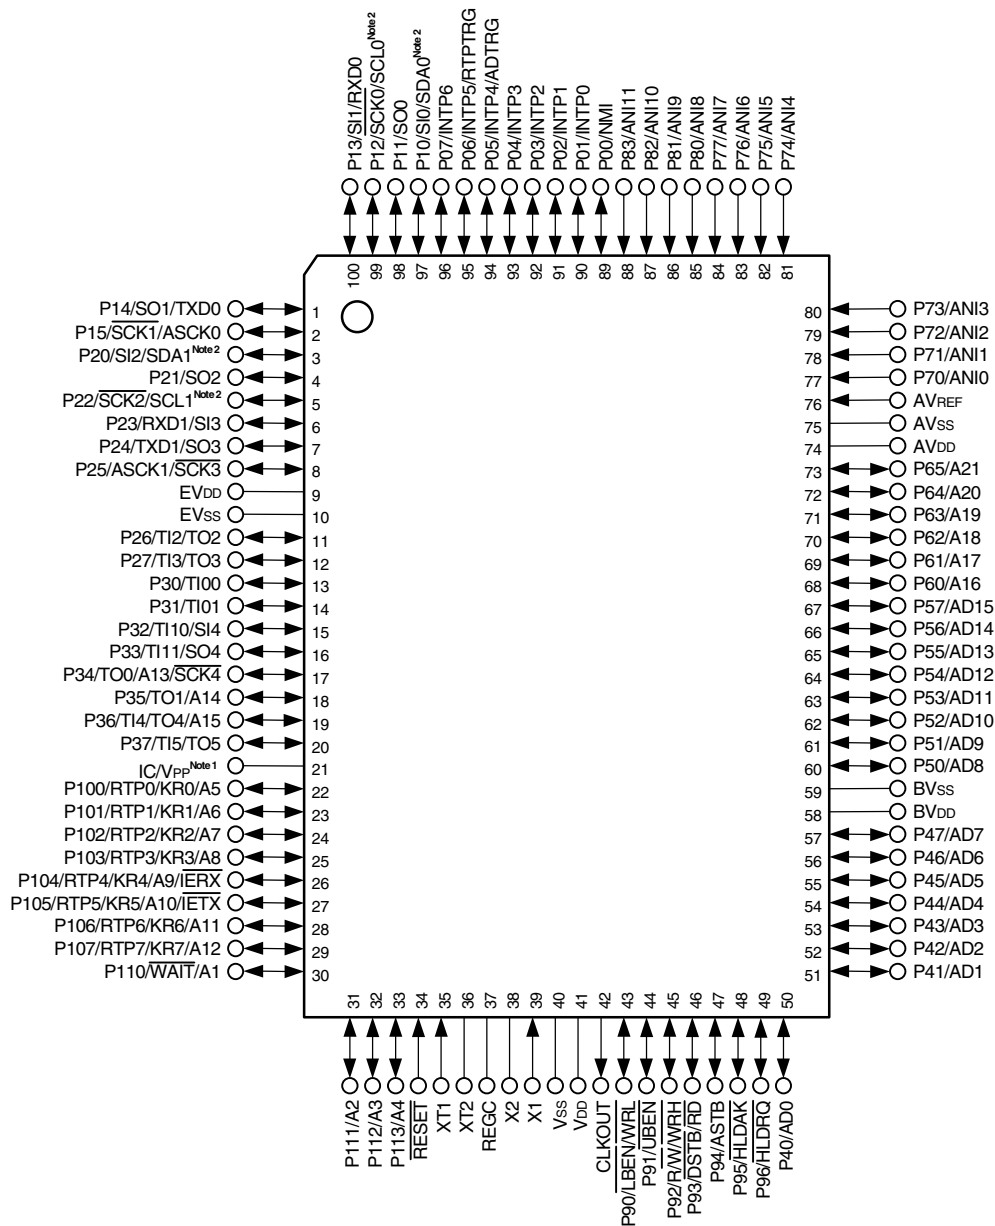 P13/SI1/RXD0
P12/SCK0/SCL0Note 2
P11/SO0
P10/SI0/SDA0Note 2
P07/INTP6
P06/INTP5/RTPTRG
P05/INTP4/ADTRG
P04/INTP3
P03/INTP2
P02/INTP1
P01/INTP0
P00/NMI
P83/ANI11
P82/ANI10
P81/ANI9
P80/ANI8
P77/ANI7
P76/ANI6
P75/ANI5
P74/ANI4
100 99 98 97 96 95 94 93 92 91 90 89 88 87 86 85 84 83 82 81
P14/SO1/TXD0 1 80 P73/ANI3
P15/SCK1/ASCK0 2 79 P72/ANI2
P20/SI2/SDA1Note 2 3 78 P71/ANI1
P21/SO2 4 77 P70/ANI0
P22/SCK2/SCL1Note 2 5 76 AVREF
P23/RXD1/SI3 6 75 AVSS
P24/TXD1/SO3 7 74 AVDD
P25/ASCK1/SCK3 8 73 P65/A21
EVDD 9 72 P64/A20
EVSS 10 71 P63/A19
P26/TI2/TO2 11 70 P62/A18
P27/TI3/TO3 12 69 P61/A17
P30/TI00 13 68 P60/A16
P31/TI01 14 67 P57/AD15
P32/TI10/SI4 15 66 P56/AD14
P33/TI11/SO4 16 65 P55/AD13
P34/TO0/A13/SCK4 17 64 P54/AD12
P35/TO1/A14 18 63 P53/AD11
P36/TI4/TO4/A15 19 62 P52/AD10
P37/TI5/TO5 20 61 P51/AD9
IC/VPPNote 1 21 60 P50/AD8
P100/RTP0/KR0/A5 22 59 BVSS
P101/RTP1/KR1/A6 23 58 BVDD
P102/RTP2/KR2/A7 24 57 P47/AD7
P103/RTP3/KR3/A8 25 56 P46/AD6
P104/RTP4/KR4/A9/IERX 26 55 P45/AD5
P105/RTP5/KR5/A10/IETX 27 54 P44/AD4
P106/RTP6/KR6/A11 28 53 P43/AD3
P107/RTP7/KR7/A12 29 52 P42/AD2
P110/WAIT/A1 30 51 P41/AD1
31 32 33 34 35 36 37 38 39 40 41 42 43 44 45 46 47 48 49 50
P111/A2
P112/A3
P113/A4
RESET
XT1
XT2
REGC
X2
X1
VSS
VDD
CLKOUT
P90/LBEN/WRL
P91/UBEN
P92/R/W/WRH
P93/DSTB/RD
P94/ASTB
P95/HLDAK
P96/HLDRQ
P40/AD0